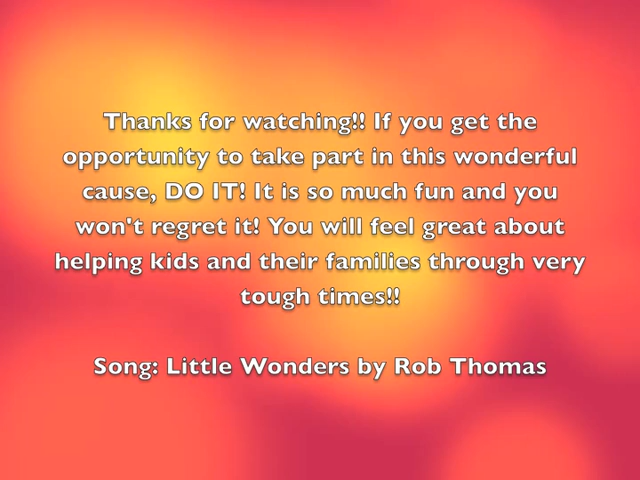 Thanks for watching!! If you get the
opportunity to take part in this wonderful
cause, DO IT! It is so much fun and you
won't regret it! You will feel great about
helping kids and their families through very
tough times!!
Song: Little Wonders by Rob Thomas